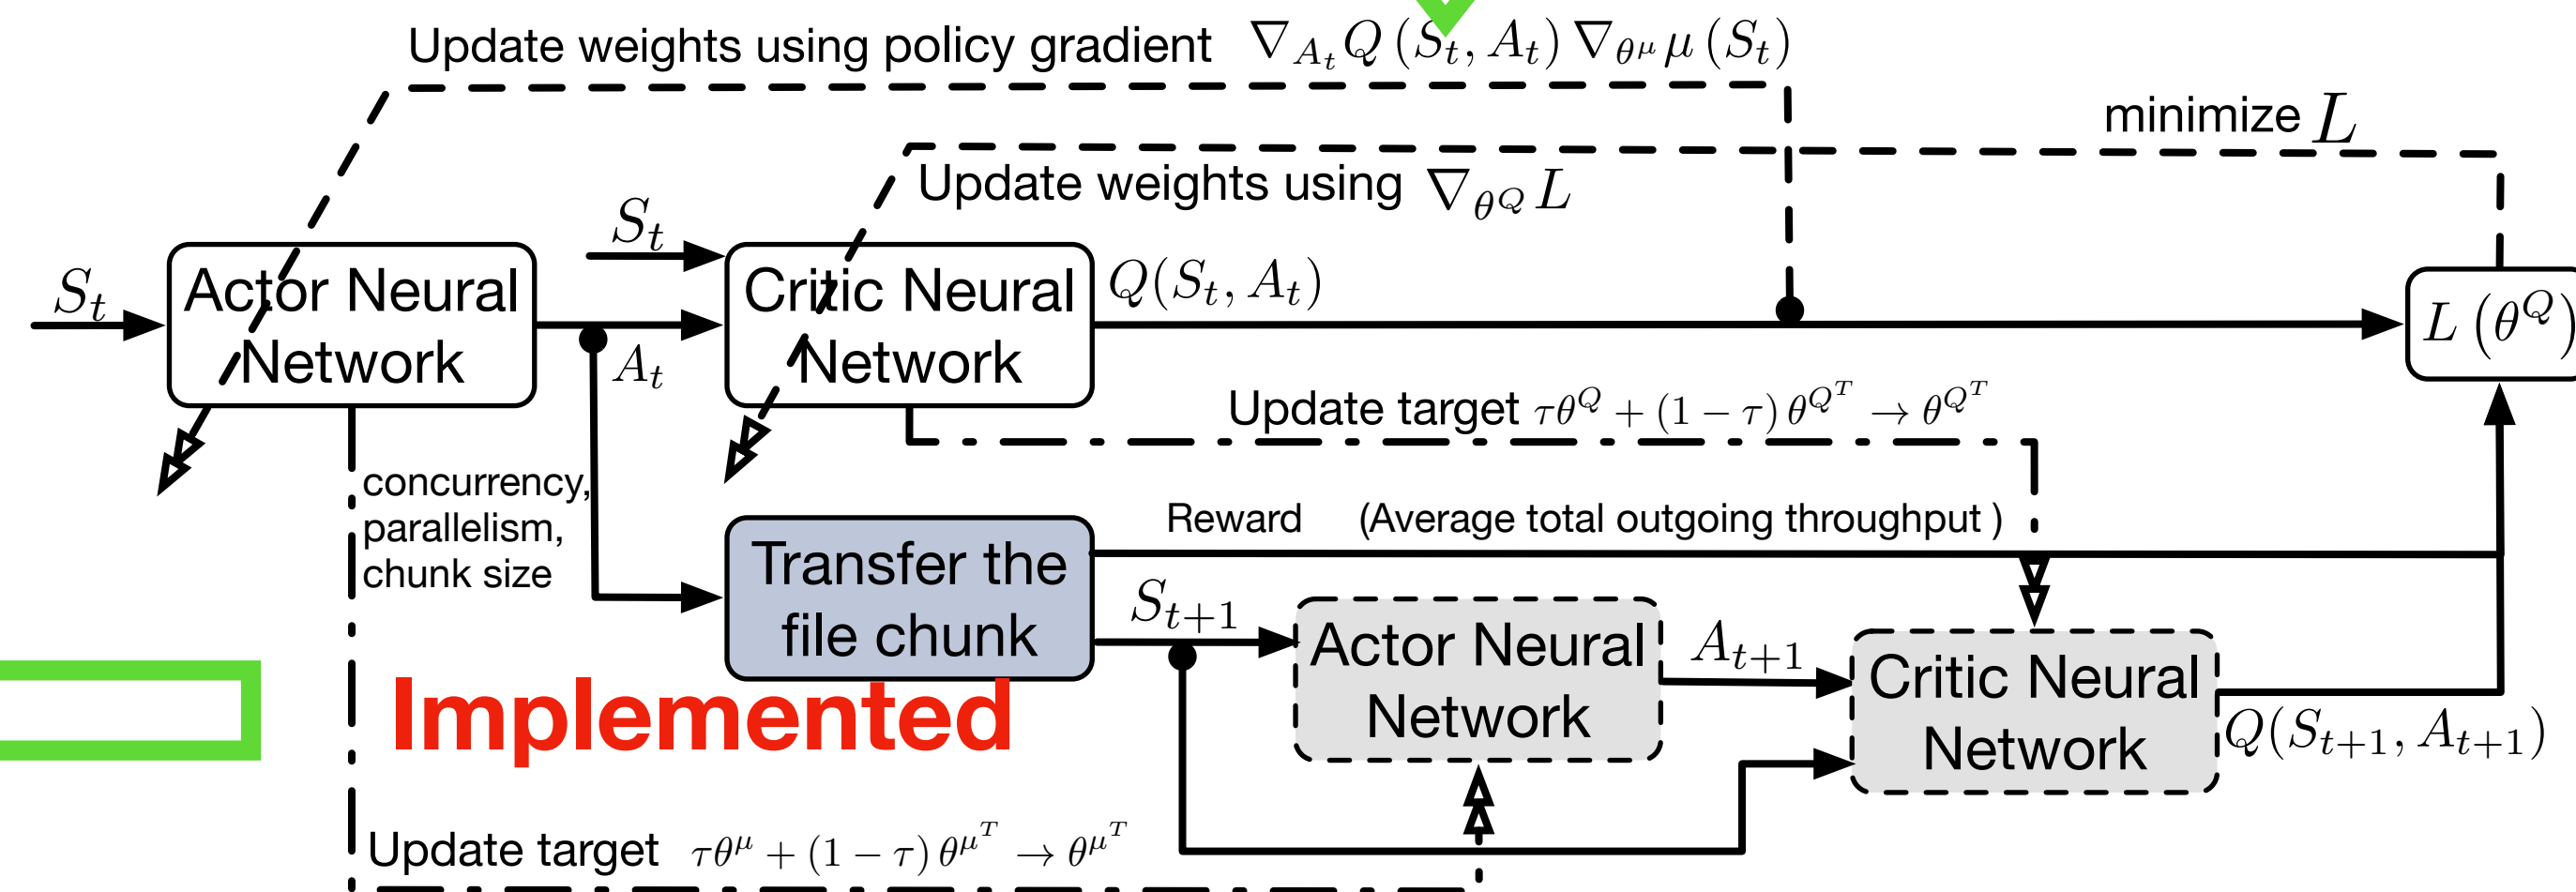 Update weights using policy gradient ∇_{A_t} Q (S_t, A_t) ∇_{θ^μ} μ (S_t)
minimize L
Update weights using ∇_{θ^Q} L
S_t
S_t
Actor Neural
Network
A_t
Critic Neural
Network
Q(S_t, A_t)
L (θ^Q)
Update target τθ^Q + (1 − τ) θ^{Q^T} → θ^{Q^T}
concurrency,
parallelism,
chunk size
Reward (Average total outgoing throughput )
Transfer the
file chunk
S_{t+1}
Actor Neural
Network
A_{t+1}
Critic Neural
Network
Q(S_{t+1}, A_{t+1})
Implemented
Update target τθ^μ + (1 − τ) θ^{μ^T} → θ^{μ^T}